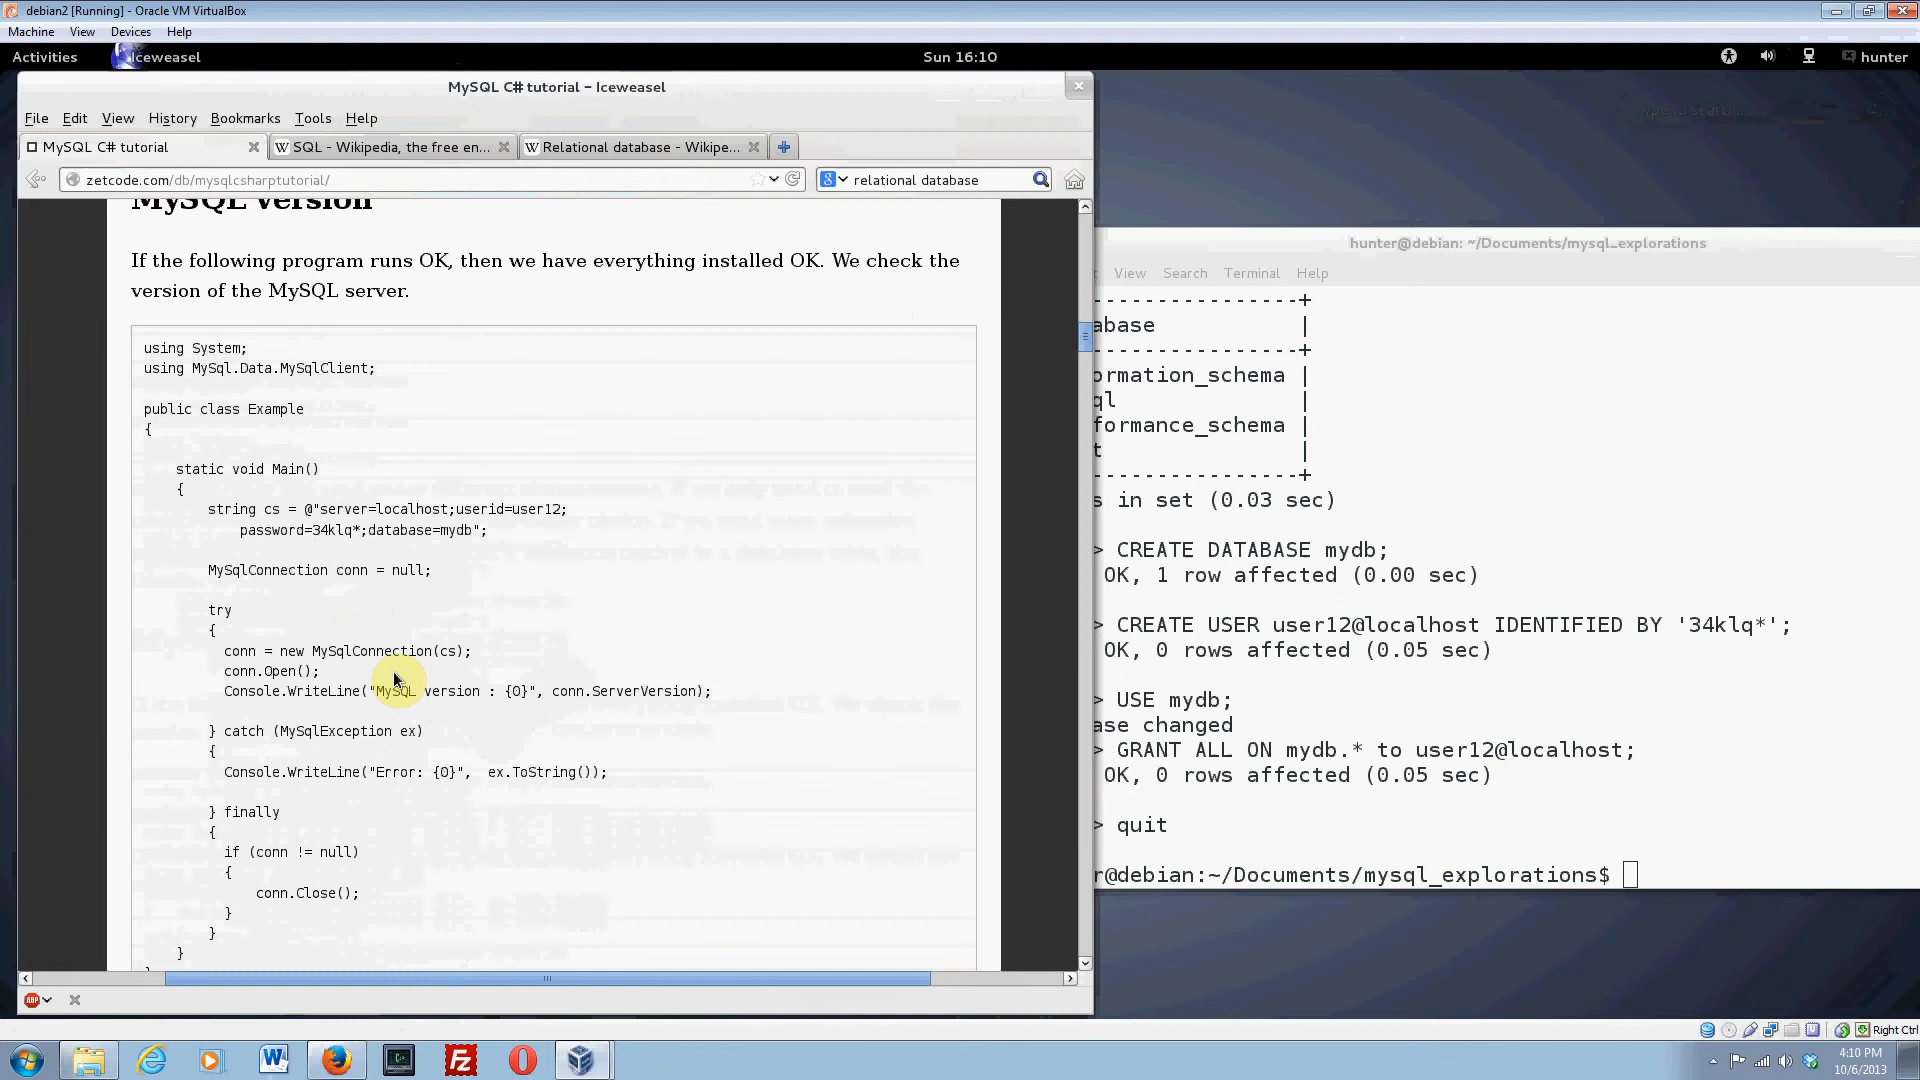 debian2 [Running] - Oracle VM VirtualBox
Machine View Devices Help
Activities Iceweasel Sun 16:10 hunter
MySQL C# tutorial - Iceweasel
File Edit View History Bookmarks Tools Help
MySQL C# tutorial SQL - Wikipedia, the free en... Relational database - Wikipe...
zetcode.com/db/mysqlcsharptutorial/ relational database
MySQL version
If the following program runs OK, then we have everything installed OK. We check the
version of the MySQL server.
using System;
using MySql.Data.MySqlClient;
public class Example
{
static void Main()
{
string cs = @"server=localhost;userid=user12;
password=34klq*;database=mydb";
MySqlConnection conn = null;
try
{
conn = new MySqlConnection(cs);
conn.Open();
Console.WriteLine("MySQL version : {0}", conn.ServerVersion);
} catch (MySqlException ex)
{
Console.WriteLine("Error: {0}", ex.ToString());
} finally
{
if (conn != null)
{
conn.Close();
}
}
}
ABP
hunter@debian: ~/Documents/mysql_explorations
t View Search Terminal Help
---------------+
abase |
---------------+
ormation_schema |
ql |
formance_schema |
t |
---------------+
s in set (0.03 sec)
> CREATE DATABASE mydb;
OK, 1 row affected (0.00 sec)
> CREATE USER user12@localhost IDENTIFIED BY '34klq*';
OK, 0 rows affected (0.05 sec)
> USE mydb;
ase changed
> GRANT ALL ON mydb.* to user12@localhost;
OK, 0 rows affected (0.05 sec)
> quit
r@debian:~/Documents/mysql_explorations$
Right Ctrl
4:10 PM
10/6/2013